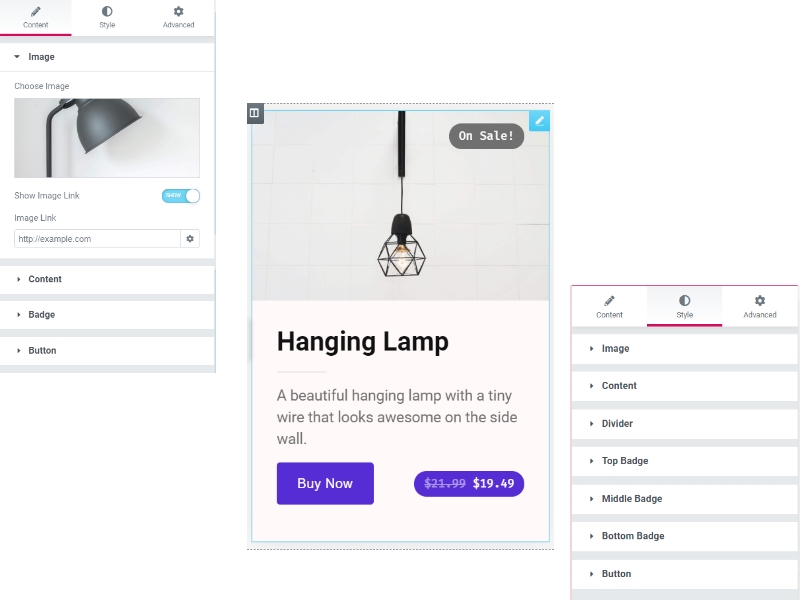 Content Style Advanced
Image
Choose Image
Show Image Link SHOW
Image Link
http://example.com
Content
Badge
Button
On Sale!
Hanging Lamp
A beautiful hanging lamp with a tiny
wire that looks awesome on the side
wall.
Buy Now $21.99 $19.49
Content Style Advanced
Image
Content
Divider
Top Badge
Middle Badge
Bottom Badge
Button